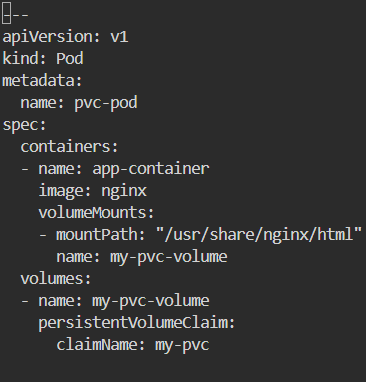 ---
apiVersion: v1
kind: Pod
metadata:
  name: pvc-pod
spec:
  containers:
  - name: app-container
    image: nginx
    volumeMounts:
    - mountPath: "/usr/share/nginx/html"
      name: my-pvc-volume
  volumes:
  - name: my-pvc-volume
    persistentVolumeClaim:
      claimName: my-pvc